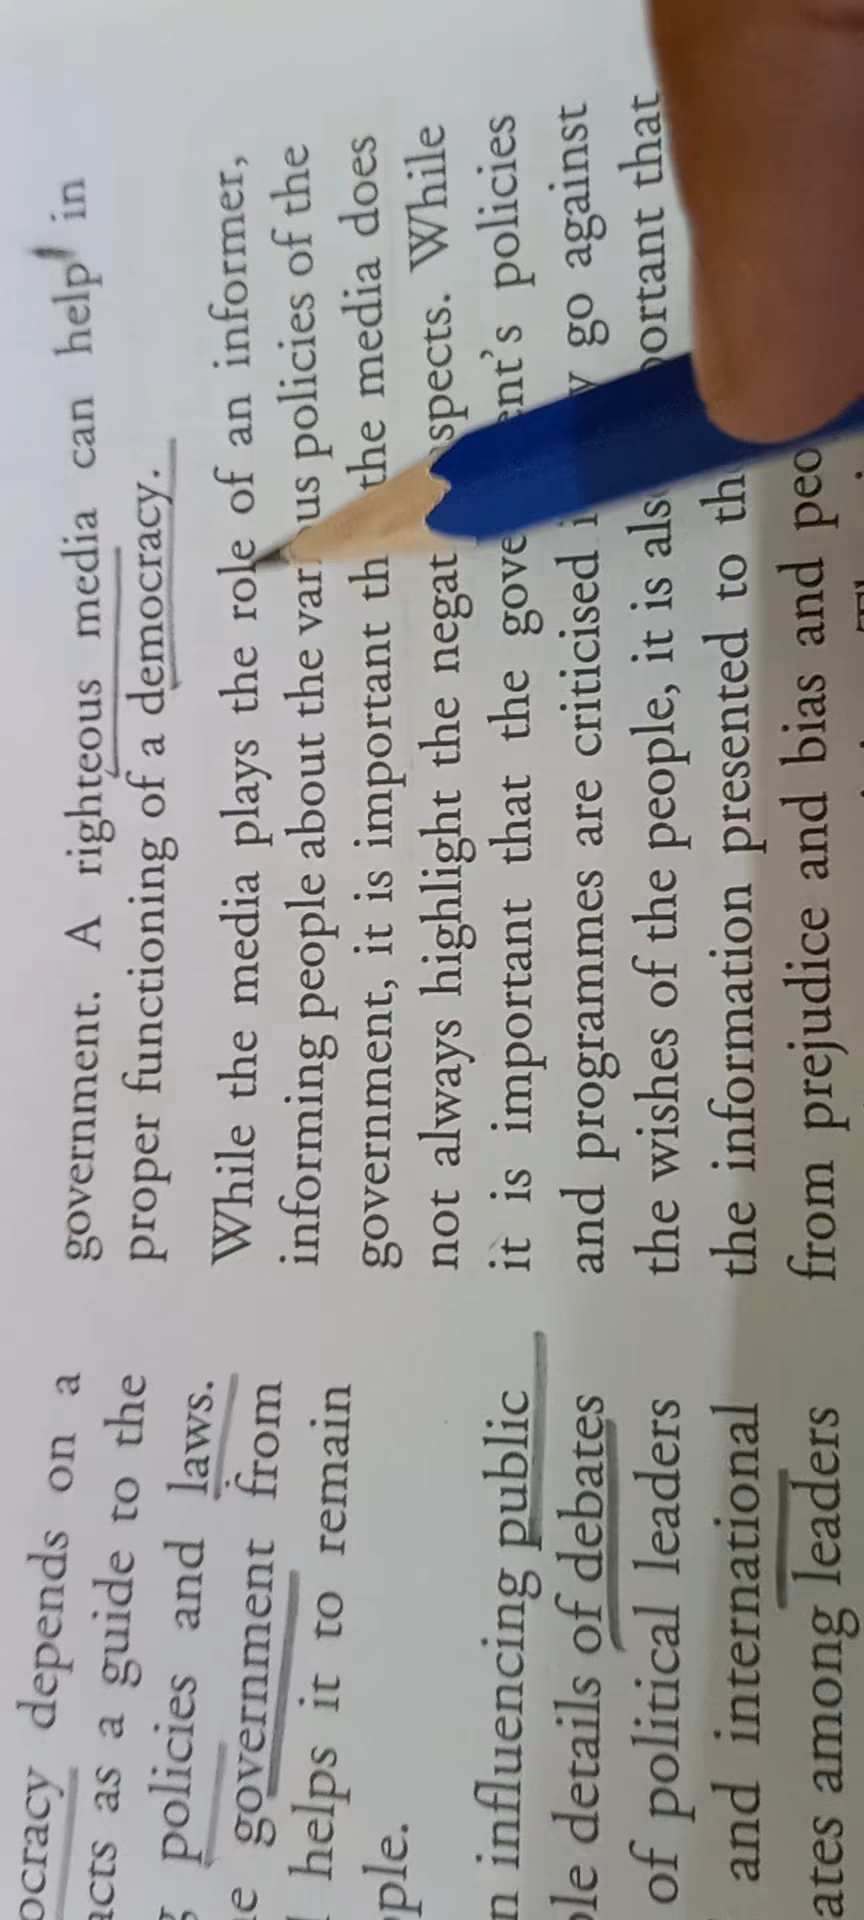 ocracy depends on a
acts as a guide to the
policies and laws.
government from
helps it to remain
ple.
n influencing public
le details of debates
of political leaders
and international
ates among leaders
government. A righteous media can help in
proper functioning of a democracy.
While the media plays the role of an informer,
informing people about the var us policies of the
government, it is important th the media does
not always highlight the negat spects. While
it is important that the gove ent's policies
and programmes are criticised i y go against
the wishes of the people, it is als ortant that
the information presented to th
from prejudice and bias and peo